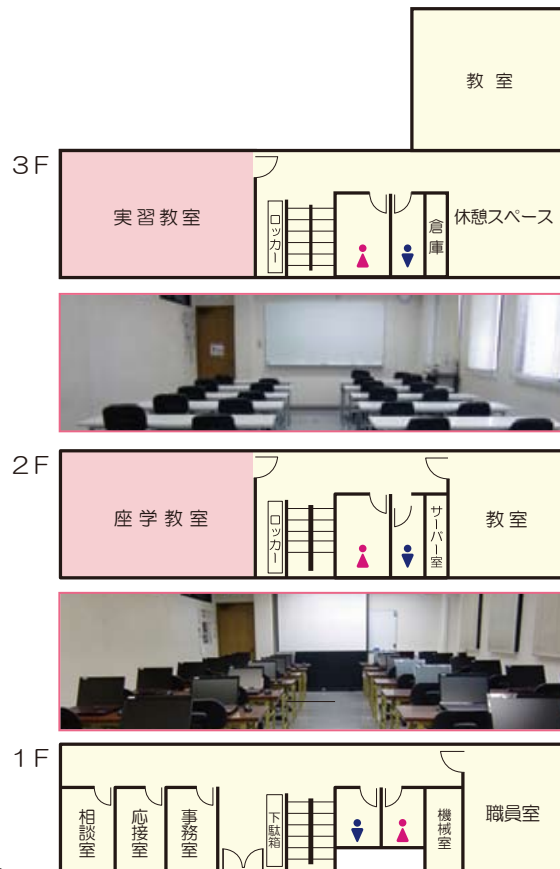 教室
3F
実習教室
ロッカー
倉庫
休憩スペース
2F
座学教室
ロッカー
サーバー室
教室
1F
相談室
応接室
事務室
下駄箱
機械室
職員室